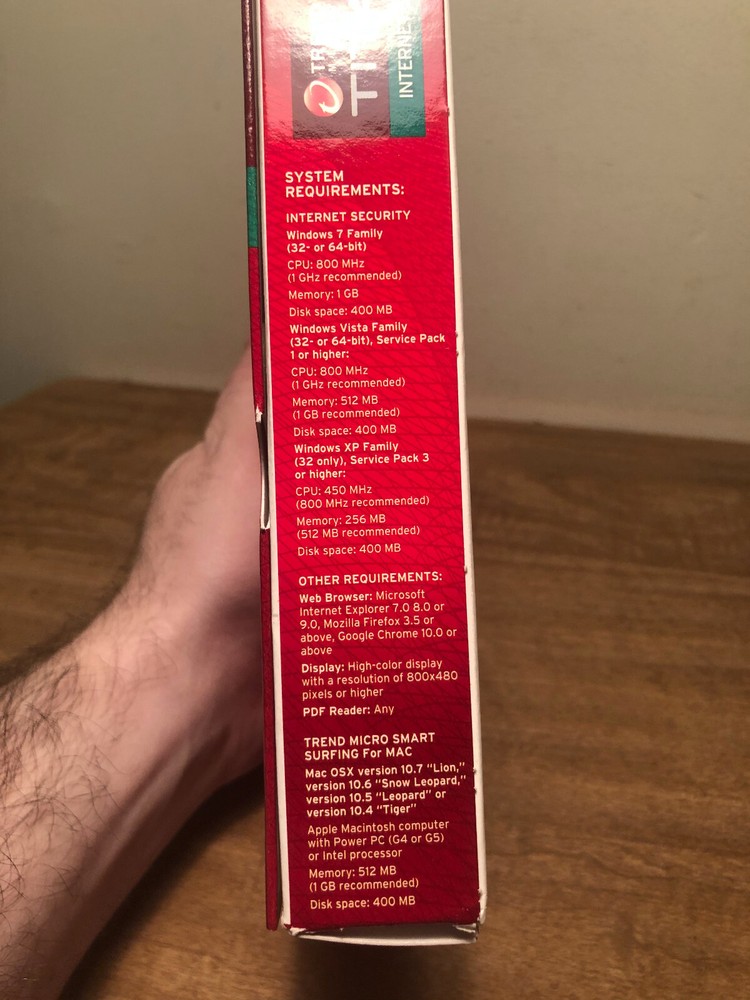 INTERNE
SYSTEM
REQUIREMENTS:
INTERNET SECURITY
Windows 7 Family
(32- or 64-bit)
CPU: 800 MHz
(1 GHz recommended)
Memory: 1 GB
Disk space: 400 MB
Windows Vista Family
(32- or 64-bit), Service Pack
1 or higher:
CPU: 800 MHz
(1 GHz recommended)
Memory: 512 MB
(1 GB recommended)
Disk space: 400 MB
Windows XP Family
(32 only), Service Pack 3
or higher:
CPU: 450 MHz
(800 MHz recommended)
Memory: 256 MB
(512 MB recommended)
Disk space: 400 MB
OTHER REQUIREMENTS:
Web Browser: Microsoft
Internet Explorer 7.0 8.0 or
9.0, Mozilla Firefox 3.5 or
above, Google Chrome 10.0 or
above
Display: High-color display
with a resolution of 800x480
pixels or higher
PDF Reader: Any
TREND MICRO SMART
SURFING For MAC
Mac OSX version 10.7 “Lion,”
version 10.6 “Snow Leopard,”
version 10.5 “Leopard” or
version 10.4 “Tiger”
Apple Macintosh computer
with Power PC (G4 or G5)
or Intel processor
Memory: 512 MB
(1 GB recommended)
Disk space: 400 MB